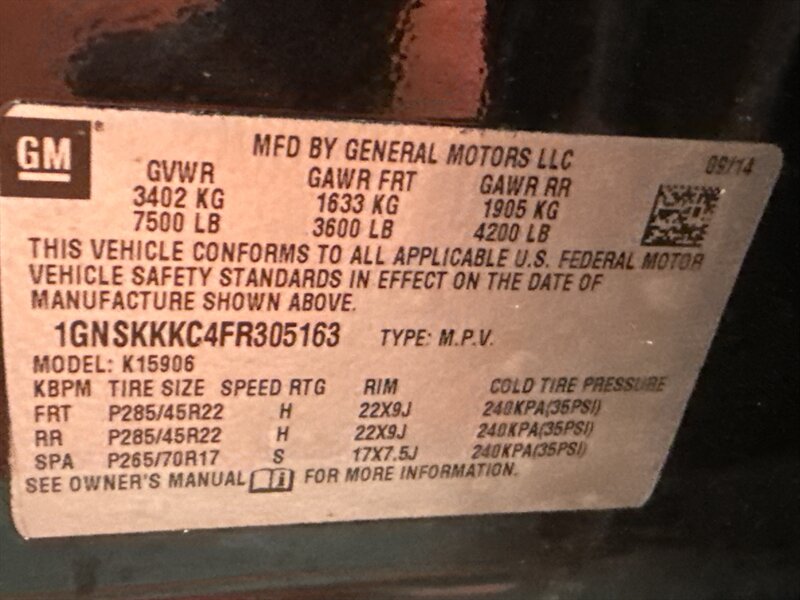 GM®
MFD BY GENERAL MOTORS LLC 09/14
GVWR GAWR FRT GAWR RR
3402 KG 1633 KG 1905 KG
7500 LB 3600 LB 4200 LB
THIS VEHICLE CONFORMS TO ALL APPLICABLE U.S. FEDERAL MOTOR
VEHICLE SAFETY STANDARDS IN EFFECT ON THE DATE OF
MANUFACTURE SHOWN ABOVE.
1GNSKKKC4FR305163 TYPE: M.P.V.
MODEL: K15906
KBPM TIRE SIZE SPEED RTG RIM COLD TIRE PRESSURE
FRT P285/45R22 H 22X9J 240KPA(35PSI)
RR P285/45R22 H 22X9J 240KPA(35PSI)
SPA P265/70R17 S 17X7.5J 240KPA(35PSI)
SEE OWNER'S MANUAL i FOR MORE INFORMATION.